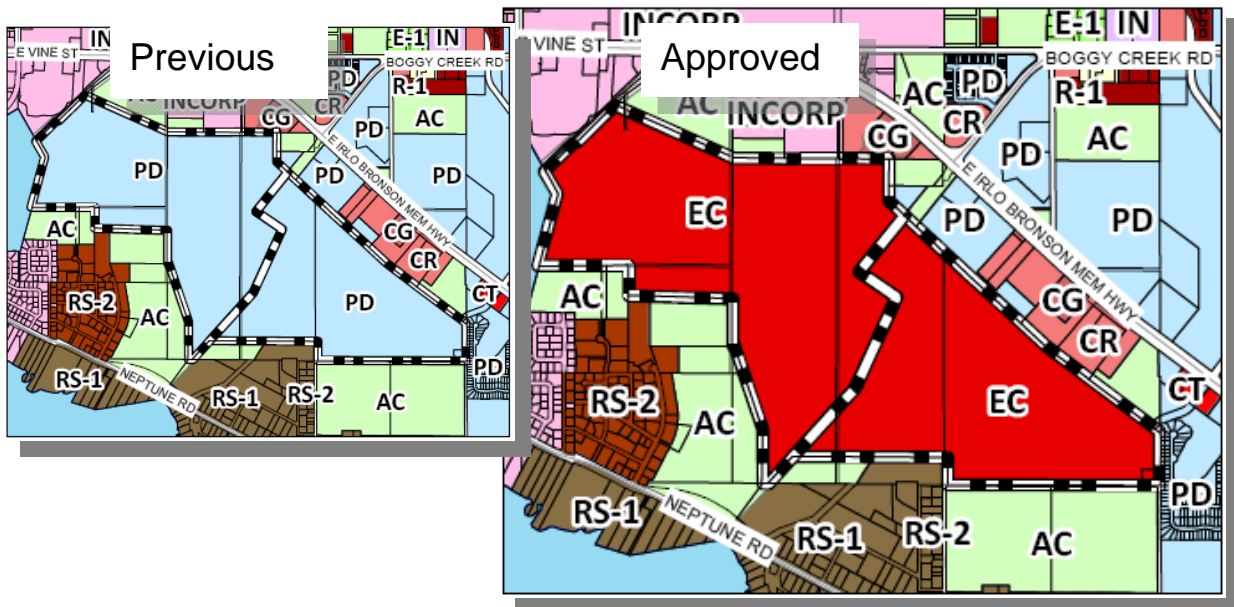 Previous
E VINE ST
IN
E-1
IN
BOGGY CREEK RD
PD
R-1
INCORP
CG
CR
AC
PD
E IRLO BRONSON MEM HWY
PD
PD
PD
AC
CG
CR
RS-2
AC
PD
CT
PD
RS-1
NEPTUNE RD
RS-1
RS-2
AC
Approved
INCORP
E VINE ST
E-1
IN
BOGGY CREEK RD
R-1
AC
PD
AC
INCORP
CG
CR
AC
PD
E IRLO BRONSON MEM HWY
EC
PD
PD
AC
CG
CR
RS-2
AC
EC
CT
PD
RS-1
NEPTUNE RD
RS-1
RS-2
AC